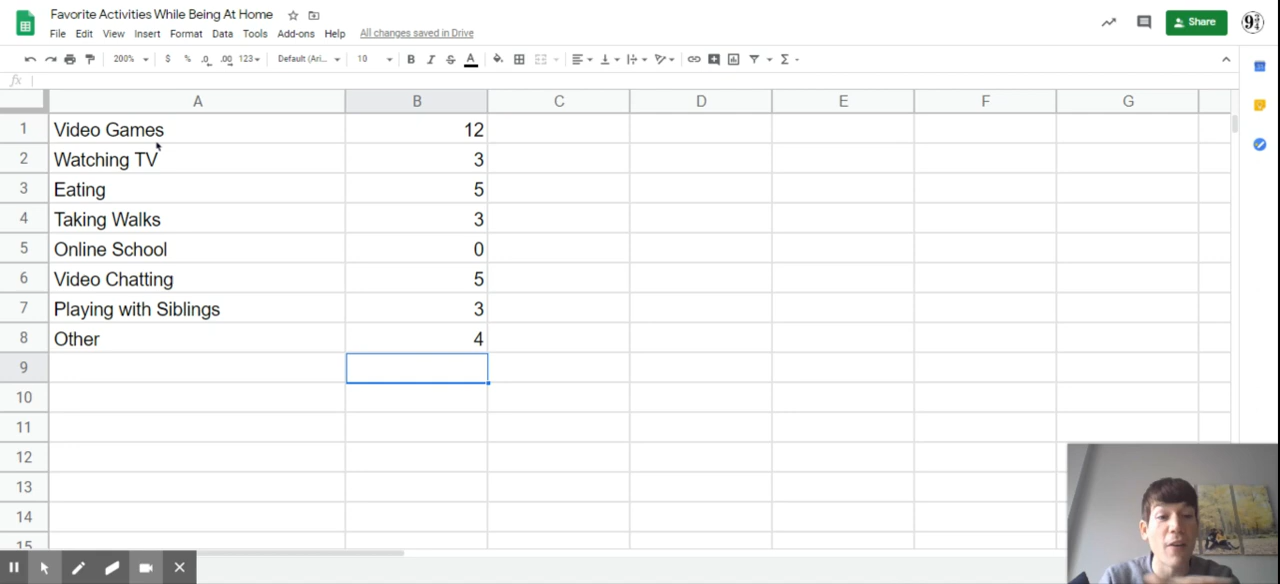 Favorite Activities While Being At Home
File Edit View Insert Format Data Tools Add-ons Help All changes saved in Drive
Share
9¾
200% $ % .0 .00 123 Default (Ari... 10 B I S A Σ
fx
A B C D E F G
1 Video Games 12
2 Watching TV 3
3 Eating 5
4 Taking Walks 3
5 Online School 0
6 Video Chatting 5
7 Playing with Siblings 3
8 Other 4
9
10
11
12
13
14
15